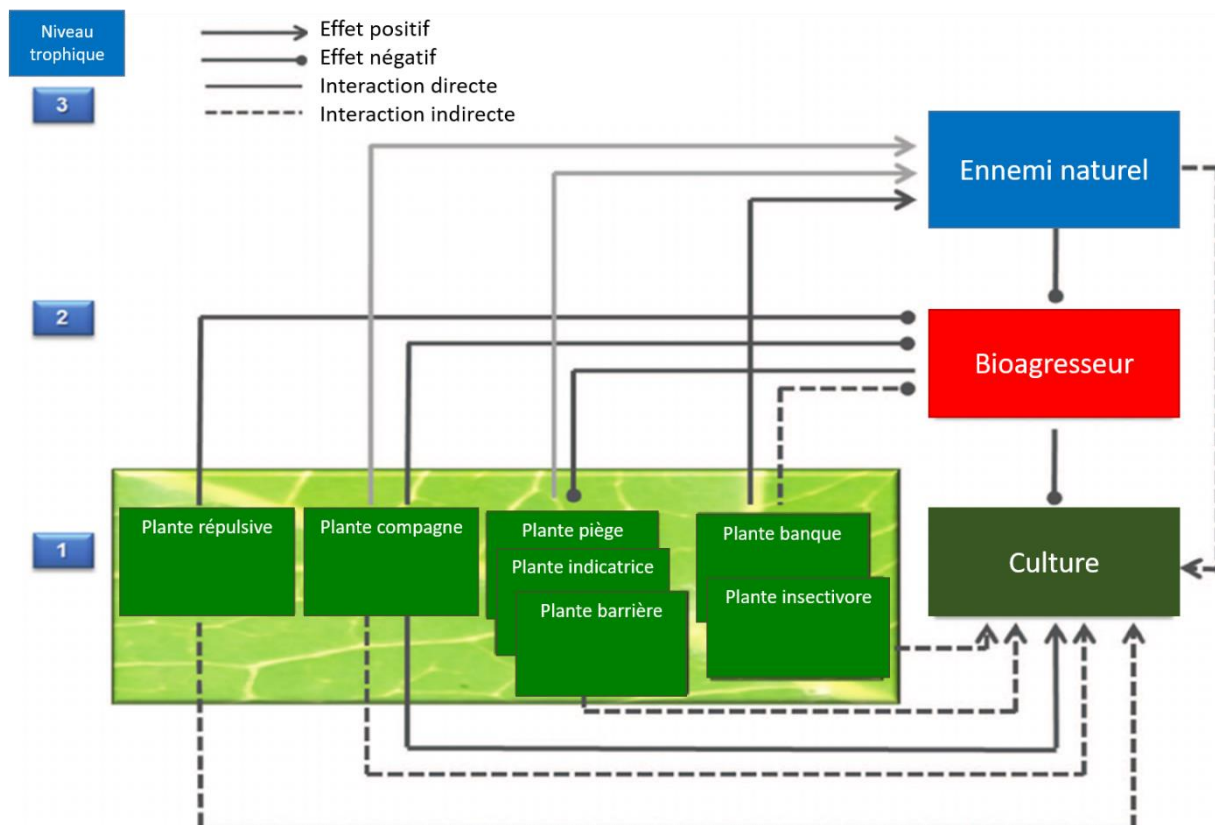 Niveau
trophique
Effet positif
Effet négatif
Interaction directe
Interaction indirecte
3
Ennemi naturel
2
Bioagresseur
1
Plante répulsive
Plante compagne
Plante piège
Plante indicatrice
Plante barrière
Plante banque
Plante insectivore
Culture